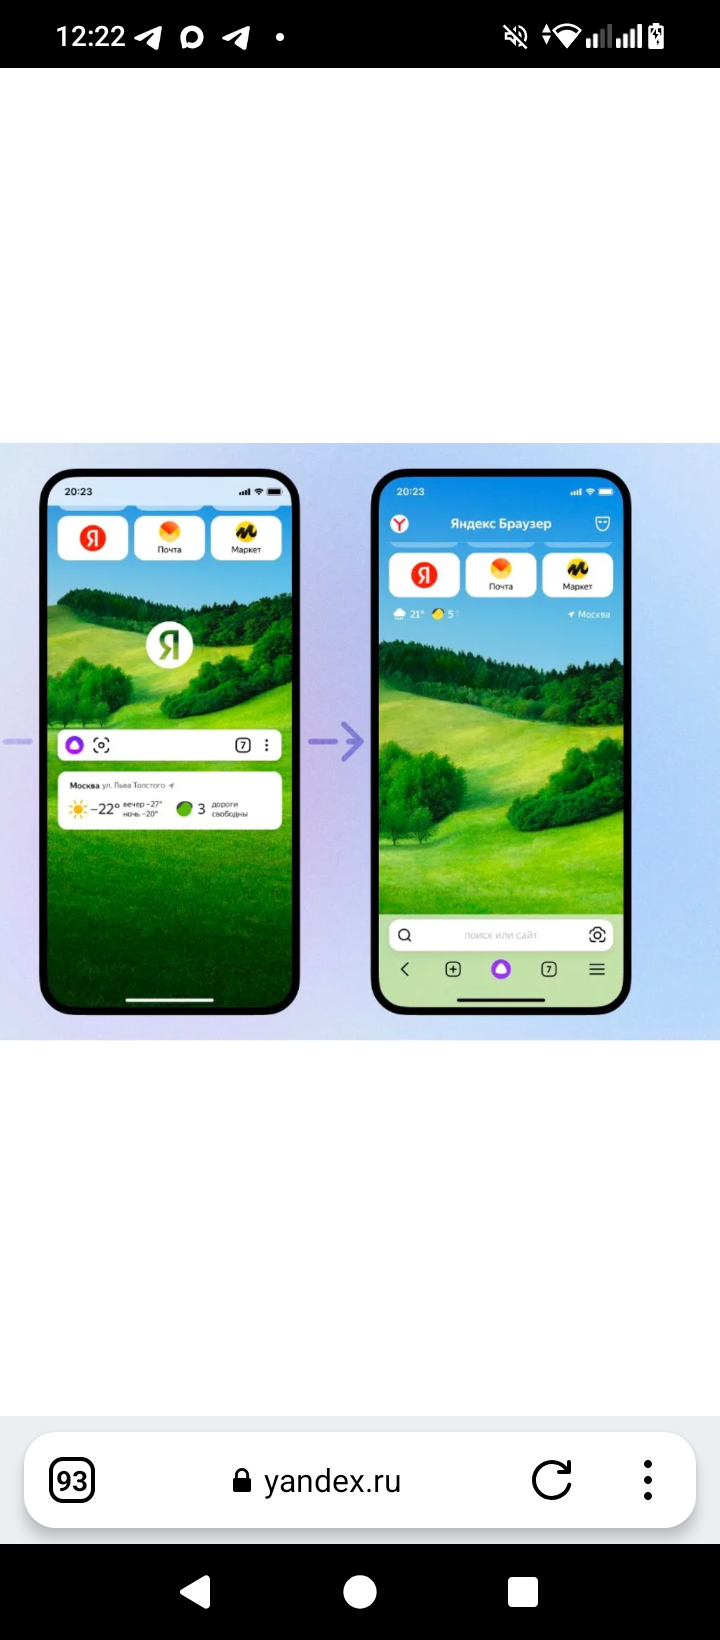 12:22
20:23
Я
Почта
Маркет
Я
7
Москва ул. Льва Толстого
-22° вечер -27°
ночь -20°
3 дороги
свободны
20:23
Y Яндекс Браузер
Я
Почта
Маркет
21° 5
Москва
поиск или сайт
7
93
yandex.ru